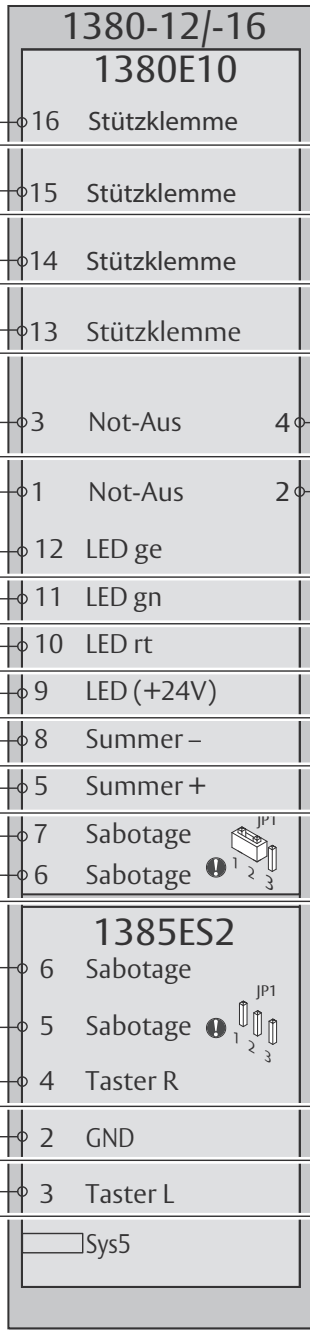 1380-12/-16
1380E10
16 Stützklemme
15 Stützklemme
14 Stützklemme
13 Stützklemme
3 Not-Aus 4
1 Not-Aus 2
12 LED ge
11 LED gn
10 LED rt
9 LED (+24V)
8 Summer –
5 Summer +
7 Sabotage JP1
6 Sabotage ! 1 2 3
1385ES2
6 Sabotage JP1
5 Sabotage ! 1 2 3
4 Taster R
2 GND
3 Taster L
Sys5